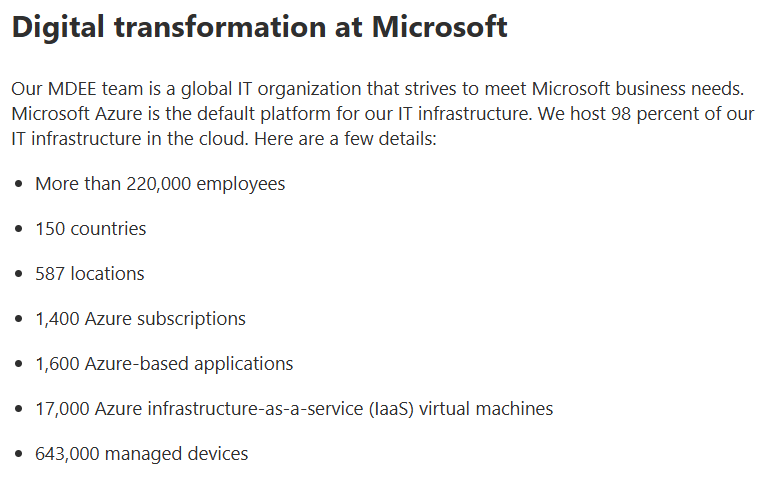 Digital transformation at Microsoft
Our MDEE team is a global IT organization that strives to meet Microsoft business needs.
Microsoft Azure is the default platform for our IT infrastructure. We host 98 percent of our
IT infrastructure in the cloud. Here are a few details:
• More than 220,000 employees
• 150 countries
• 587 locations
• 1,400 Azure subscriptions
• 1,600 Azure-based applications
• 17,000 Azure infrastructure-as-a-service (IaaS) virtual machines
• 643,000 managed devices